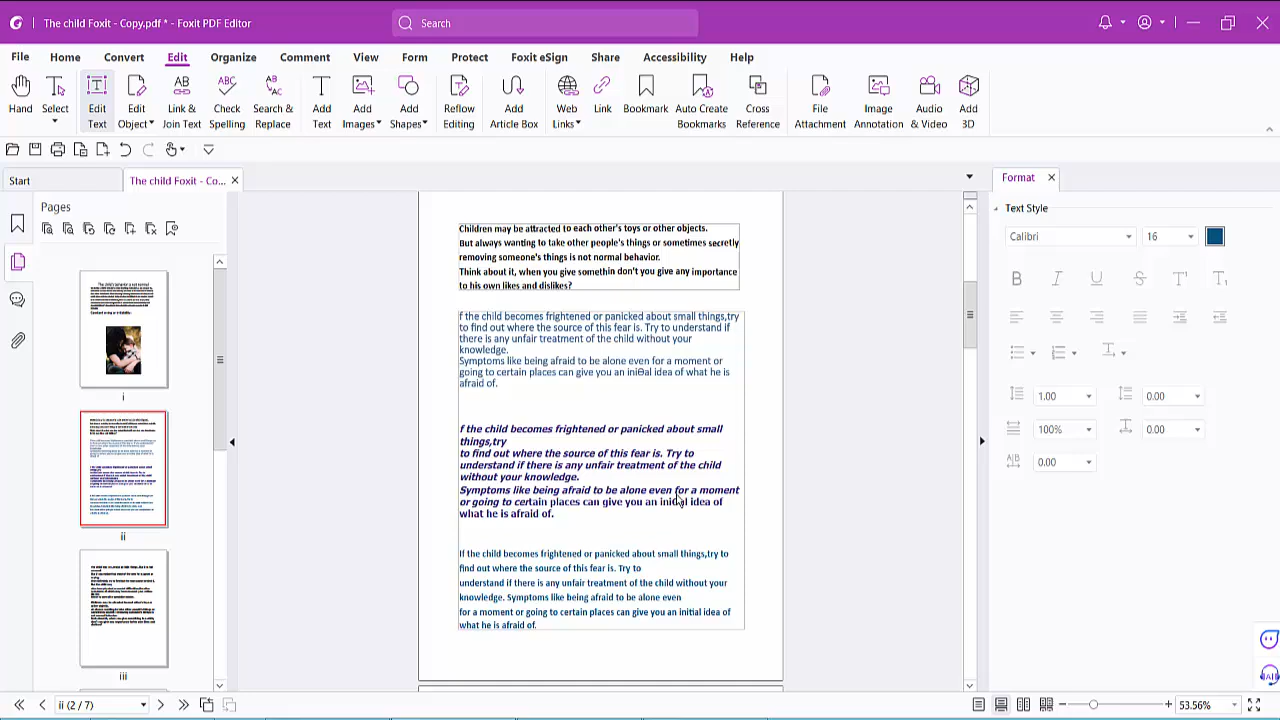 The child Foxit - Copy.pdf * - Foxit PDF Editor
Search
File Home Convert Edit Organize Comment View Protect Foxit eSign Share Accessibility Help
Hand Select Edit Text Edit Object Link & Join Text Check Spelling Search & Replace Add Text Add Images Add Shapes Reflow Editing Add Article Box Web Links Link Bookmark Auto Create Bookmarks Cross Reference File Attachment Image Annotation Audio & Video Add 3D
Start The child Foxit - Co...
Format
Pages
Text Style
Calibri 16
B I U S T T
1.00 0.00
100% 0.00
0.00
i
ii
iii
Children may be attracted to each other's toys or other objects.
But always wanting to take other people's things or sometimes secretly
removing someone's things is not normal behavior.
Think about it, when you give somethin don't you give any importance
to his own likes and dislikes?
f the child becomes frightened or panicked about small things,try
to find out where the source of this fear is. Try to understand if
there is any unfair treatment of the child without your
knowledge.
Symptoms like being afraid to be alone even for a moment or
going to certain places can give you an iniƟal idea of what he is
afraid of.
f the child becomes frightened or panicked about small
things,try
to find out where the source of this fear is. Try to
understand if there is any unfair treatment of the child
without your knowledge.
Symptoms like being afraid to be alone even for a moment
or going to certain places can give you an iniƟal idea of
what he is afraid of.
If the child becomes frightened or panicked about small things,try to
find out where the source of this fear is. Try to
understand if there is any unfair treatment of the child without your
knowledge. Symptoms like being afraid to be alone even
for a moment or going to certain places can give you an initial idea of
what he is afraid of.
ii (2 / 7)
53.56%